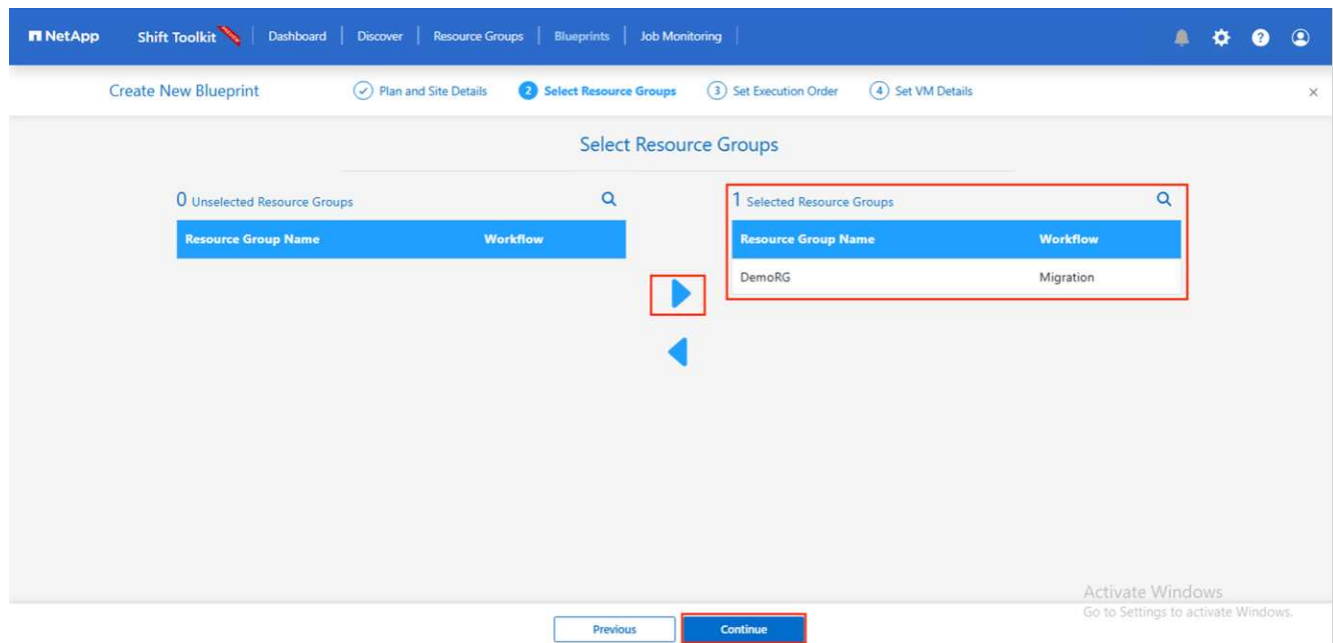 NetApp Shift Toolkit Dashboard Discover Resource Groups Blueprints Job Monitoring
Create New Blueprint Plan and Site Details 2 Select Resource Groups 3 Set Execution Order 4 Set VM Details
Select Resource Groups
0 Unselected Resource Groups
Resource Group Name Workflow
1 Selected Resource Groups
Resource Group Name Workflow
DemoRG Migration
Activate Windows
Go to Settings to activate Windows.
Previous Continue